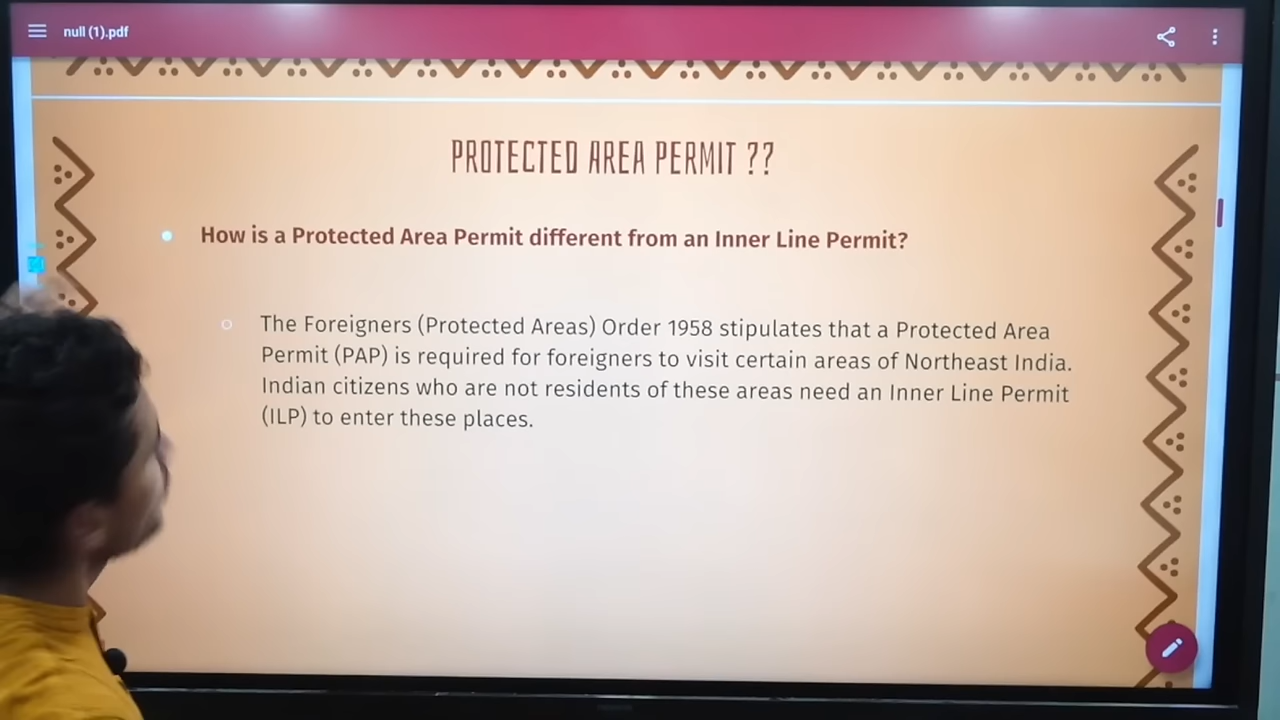 null (1).pdf
PROTECTED AREA PERMIT ??
How is a Protected Area Permit different from an Inner Line Permit?
The Foreigners (Protected Areas) Order 1958 stipulates that a Protected Area
Permit (PAP) is required for foreigners to visit certain areas of Northeast India.
Indian citizens who are not residents of these areas need an Inner Line Permit
(ILP) to enter these places.